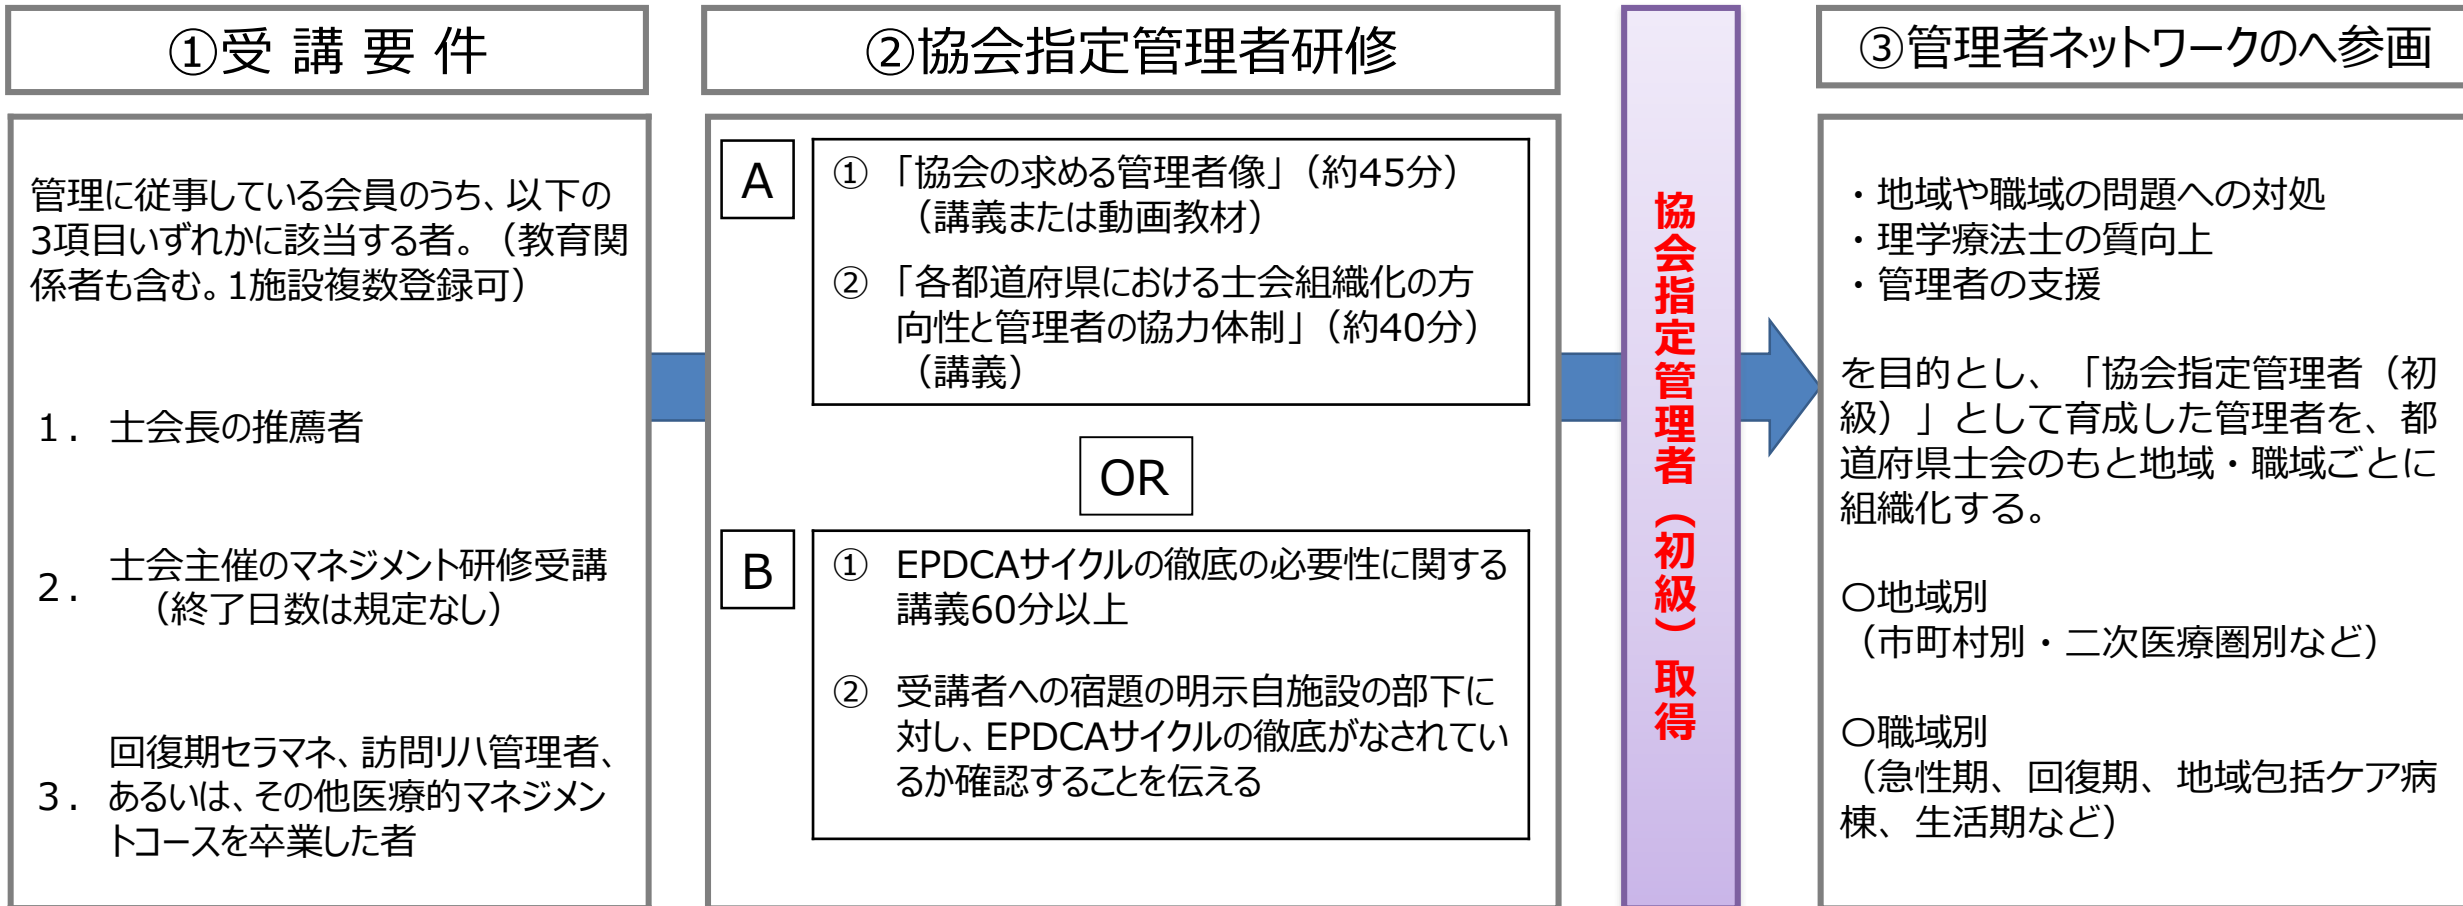 ①受 講 要 件
管理に従事している会員のうち、以下の
3項目いずれかに該当する者。（教育関
係者も含む。1施設複数登録可）
1. 士会長の推薦者
2. 士会主催のマネジメント研修受講
（終了日数は規定なし）
3. 回復期セラマネ、訪問リハ管理者、
あるいは、その他医療的マネジメン
トコースを卒業した者
②協会指定管理者研修
A
① 「協会の求める管理者像」（約45分）
（講義または動画教材）
② 「各都道府県における士会組織化の方
向性と管理者の協力体制」（約40分）
（講義）
OR
B
① EPDCAサイクルの徹底の必要性に関する
講義60分以上
② 受講者への宿題の明示自施設の部下に
対し、EPDCAサイクルの徹底がなされてい
るか確認することを伝える
協会指定管理者（初級）取得
③管理者ネットワークのへ参画
・地域や職域の問題への対処
・理学療法士の質向上
・管理者の支援
を目的とし、「協会指定管理者（初
級）」として育成した管理者を、都
道府県士会のもと地域・職域ごとに
組織化する。
〇地域別
（市町村別・二次医療圏別など）
〇職域別
（急性期、回復期、地域包括ケア病
棟、生活期など）